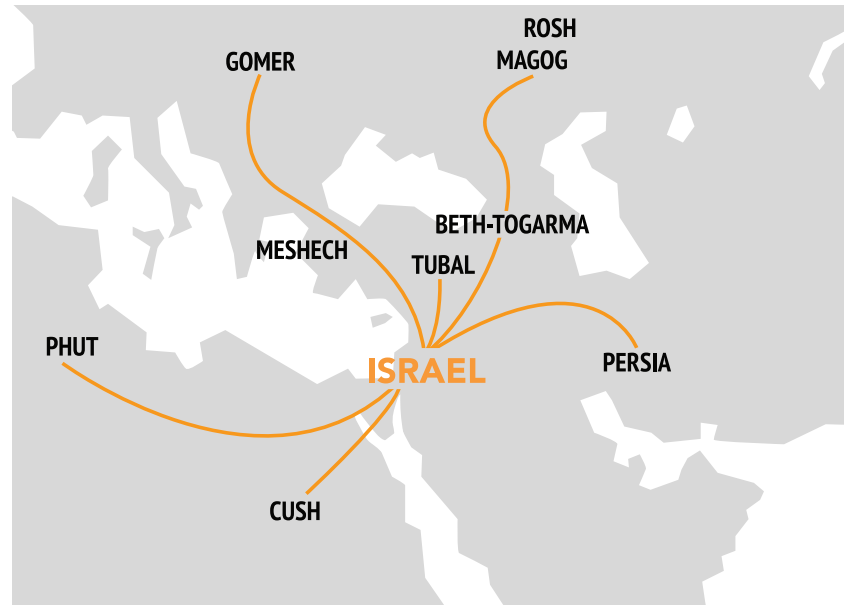 ROSH
MAGOG
GOMER
BETH-TOGARMA
MESHECH
TUBAL
PHUT
PERSIA
ISRAEL
CUSH